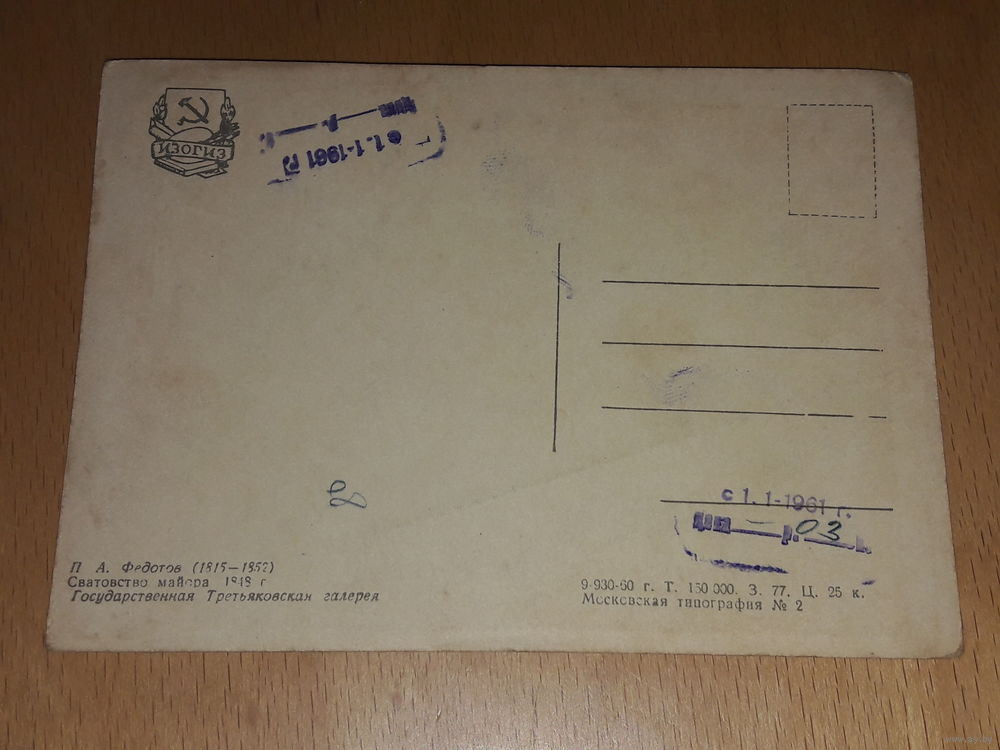 ИЗОГИЗ
с 1. 1-1961 г.
с 1. 1-1961 г.
03
П. А. Федотов (1815—1852)
Сватовство майора 1848 г
Государственная Третьяковская галерея
9-930-60 г. Т. 150 000. З. 77. Ц. 25 к.
Московская типография № 2